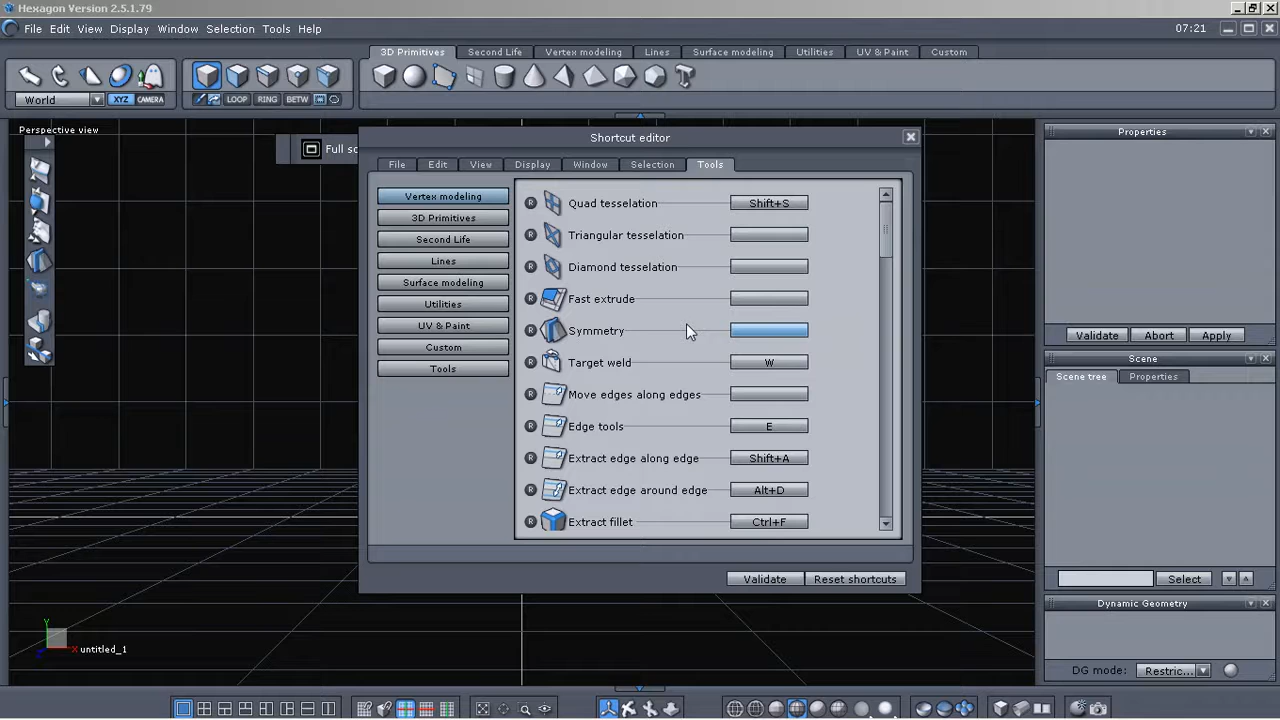 Hexagon Version 2.5.1.79
File Edit View Display Window Selection Tools Help 07:21
3D Primitives Second Life Vertex modeling Lines Surface modeling Utilities UV & Paint Custom
World XYZ CAMERA LOOP RING BETW
Perspective view
Full sc
Shortcut editor
File Edit View Display Window Selection Tools
Vertex modeling
3D Primitives
Second Life
Lines
Surface modeling
Utilities
UV & Paint
Custom
Tools
R Quad tesselation Shift+S
R Triangular tesselation
R Diamond tesselation
R Fast extrude
R Symmetry
R Target weld W
R Move edges along edges
R Edge tools E
R Extract edge along edge Shift+A
R Extract edge around edge Alt+D
R Extract fillet Ctrl+F
Validate Reset shortcuts
Properties
Validate Abort Apply
Scene
Scene tree Properties
Select
Dynamic Geometry
DG mode: Restric...
Y
X
untitled_1